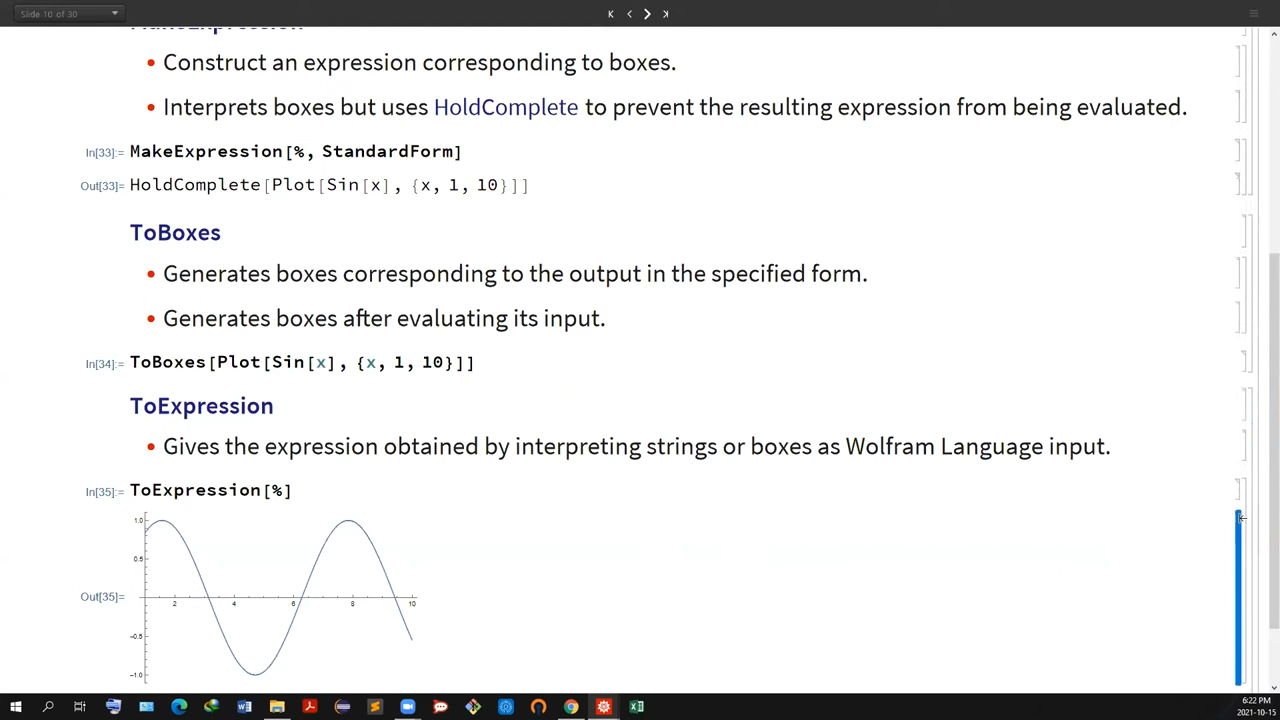 Slide 10 of 30
MakeExpression
• Construct an expression corresponding to boxes.
• Interprets boxes but uses HoldComplete to prevent the resulting expression from being evaluated.
In[33]:= MakeExpression[%, StandardForm]
Out[33]= HoldComplete[Plot[Sin[x], {x, 1, 10}]]
ToBoxes
• Generates boxes corresponding to the output in the specified form.
• Generates boxes after evaluating its input.
In[34]:= ToBoxes[Plot[Sin[x], {x, 1, 10}]]
ToExpression
• Gives the expression obtained by interpreting strings or boxes as Wolfram Language input.
In[35]:= ToExpression[%]
1.0
0.5
Out[35]=
2 4 6 8 10
-0.5
-1.0
6:22 PM
2021-10-15